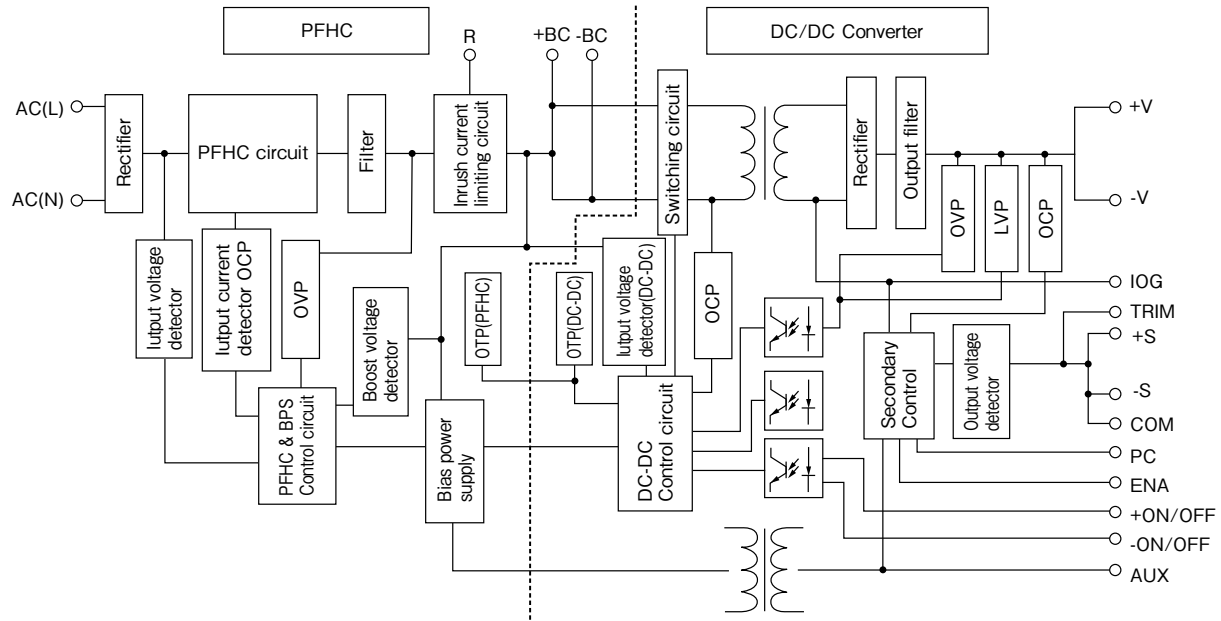 PFHC
DC/DC Converter
R
+BC -BC
AC(L)
AC(N)
Rectifier
PFHC circuit
Filter
Inrush current
limiting circuit
Switching circuit
Rectifier
Output filter
+V
-V
OVP
LVP
OCP
Iutput voltage
detector
Iutput current
detector OCP
OVP
Boost voltage
detector
OTP(PFHC)
OTP(DC-DC)
Iutput voltage
detector(DC-DC)
OCP
IOG
TRIM
+S
-S
COM
PC
ENA
+ON/OFF
-ON/OFF
AUX
Secondary
Control
Output voltage
detector
PFHC & BPS
Control circuit
Bias power
supply
DC-DC
Control circuit